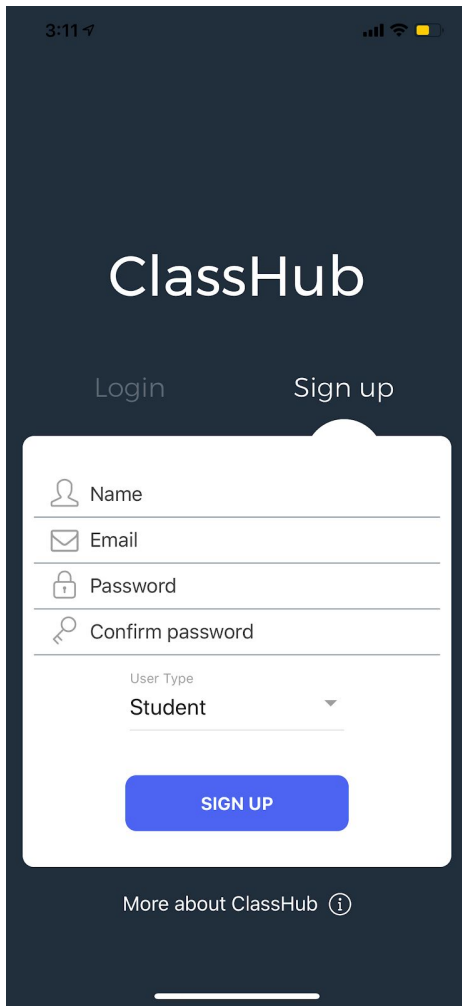 3:11
ClassHub
Login Sign up
Name
Email
Password
Confirm password
User Type
Student
SIGN UP
More about ClassHub